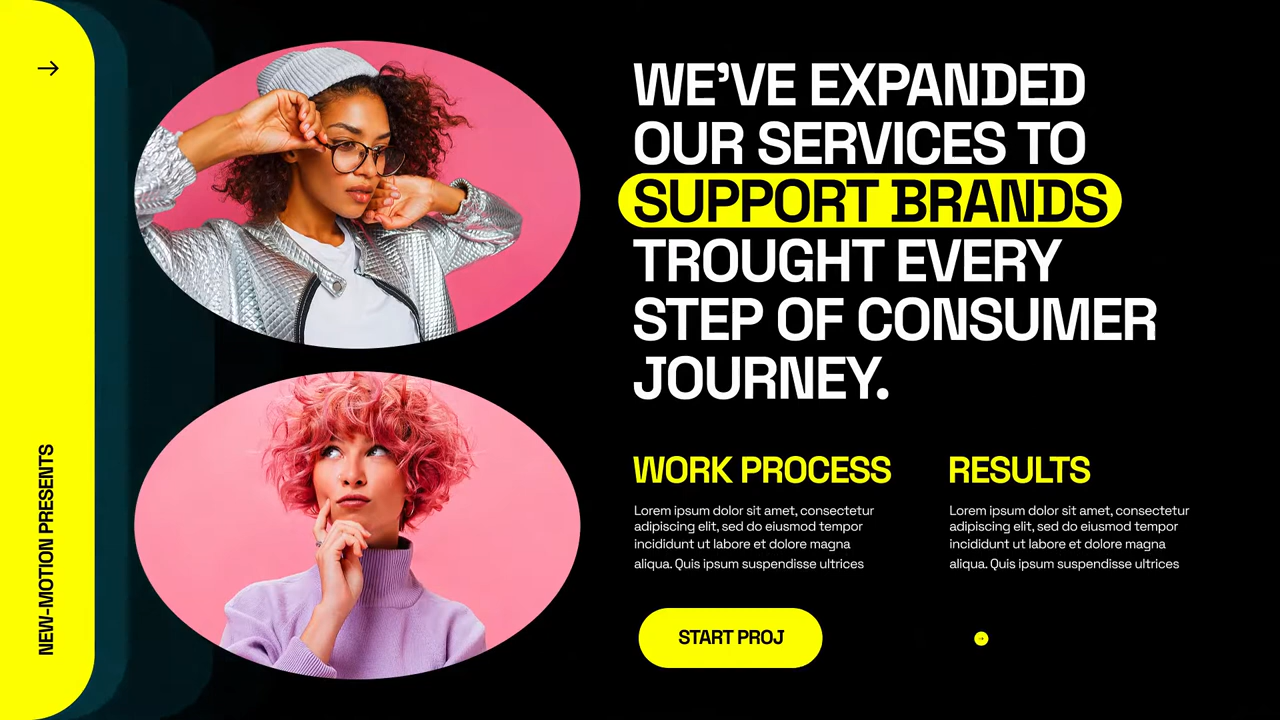 NEW-MOTION PRESENTS
WE’VE EXPANDED
OUR SERVICES TO
SUPPORT BRANDS
TROUGHT EVERY
STEP OF CONSUMER
JOURNEY.
WORK PROCESS
Lorem ipsum dolor sit amet, consectetur
adipiscing elit, sed do eiusmod tempor
incididunt ut labore et dolore magna
aliqua. Quis ipsum suspendisse ultrices
RESULTS
Lorem ipsum dolor sit amet, consectetur
adipiscing elit, sed do eiusmod tempor
incididunt ut labore et dolore magna
aliqua. Quis ipsum suspendisse ultrices
START PROJ